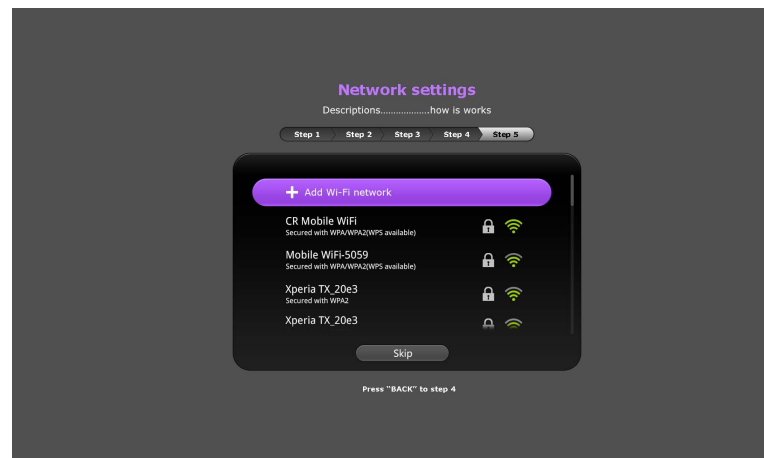 Network settings
Descriptions..................how is works
Step 1 Step 2 Step 3 Step 4 Step 5
Add Wi-Fi network
CR Mobile WiFi
Secured with WPA/WPA2(WPS available)
Mobile WiFi-5059
Secured with WPA/WPA2(WPS available)
Xperia TX_20e3
Secured with WPA2
Xperia TX_20e3
Skip
Press "BACK" to step 4